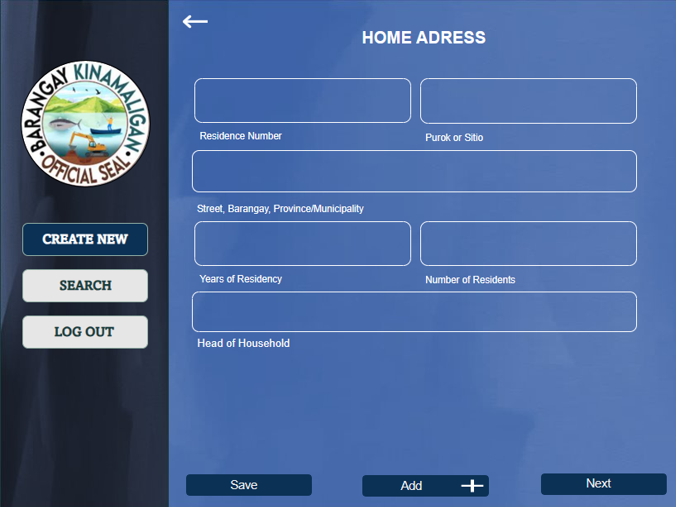 HOME ADRESS
BARANGAY KINAMALIGAN
OFFICIAL SEAL
CREATE NEW
SEARCH
LOG OUT
Residence Number
Purok or Sitio
Street, Barangay, Province/Municipality
Years of Residency
Number of Residents
Head of Household
Save
Add
Next